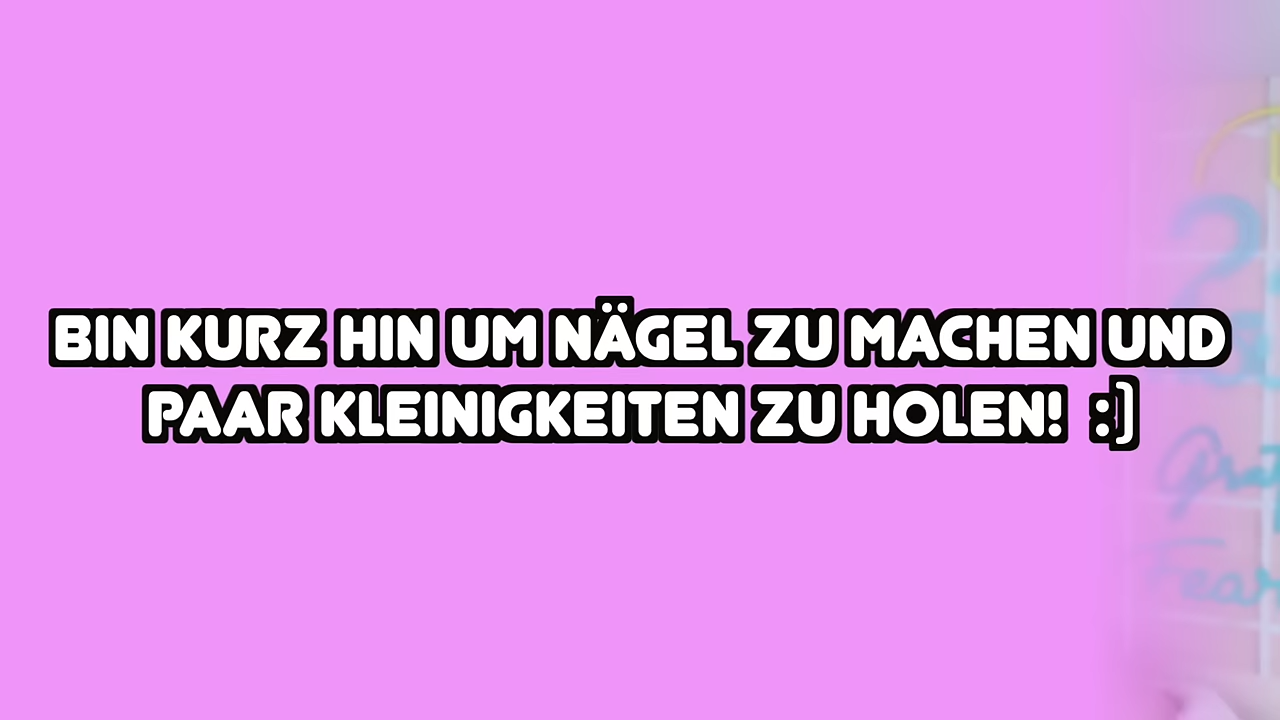 BIN KURZ HIN UM NÄGEL ZU MACHEN UND
PAAR KLEINIGKEITEN ZU HOLEN! :)